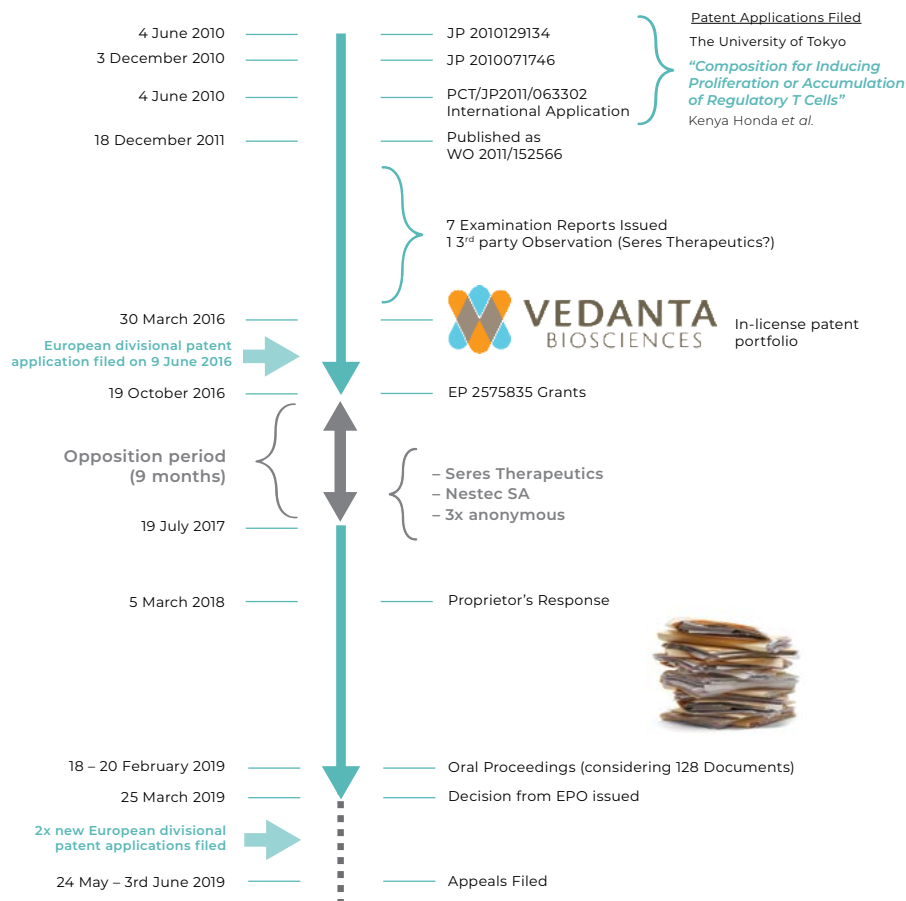 4 June 2010
JP 2010129134
3 December 2010
JP 2010071746
4 June 2010
PCT/JP2011/063302
International Application
Patent Applications Filed
The University of Tokyo
“Composition for Inducing
Proliferation or Accumulation
of Regulatory T Cells”
Kenya Honda et al.
18 December 2011
Published as
WO 2011/152566
7 Examination Reports Issued
1 3rd party Observation (Seres Therapeutics?)
30 March 2016
VEDANTA
BIOSCIENCES
In-license patent
portfolio
European divisional patent
application filed on 9 June 2016
19 October 2016
EP 2575835 Grants
Opposition period
(9 months)
– Seres Therapeutics
– Nestec SA
– 3x anonymous
19 July 2017
5 March 2018
Proprietor’s Response
18 – 20 February 2019
Oral Proceedings (considering 128 Documents)
25 March 2019
Decision from EPO issued
2x new European divisional
patent applications filed
24 May – 3rd June 2019
Appeals Filed